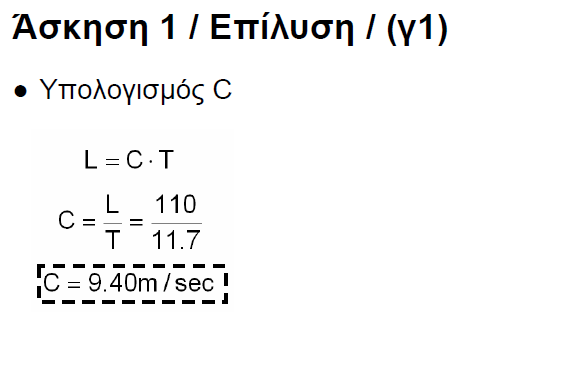 Άσκηση 1 / Επίλυση / (γ1)
● Υπολογισμός C
L = C · T
C = L / T = 110 / 11.7
C = 9.40m / sec